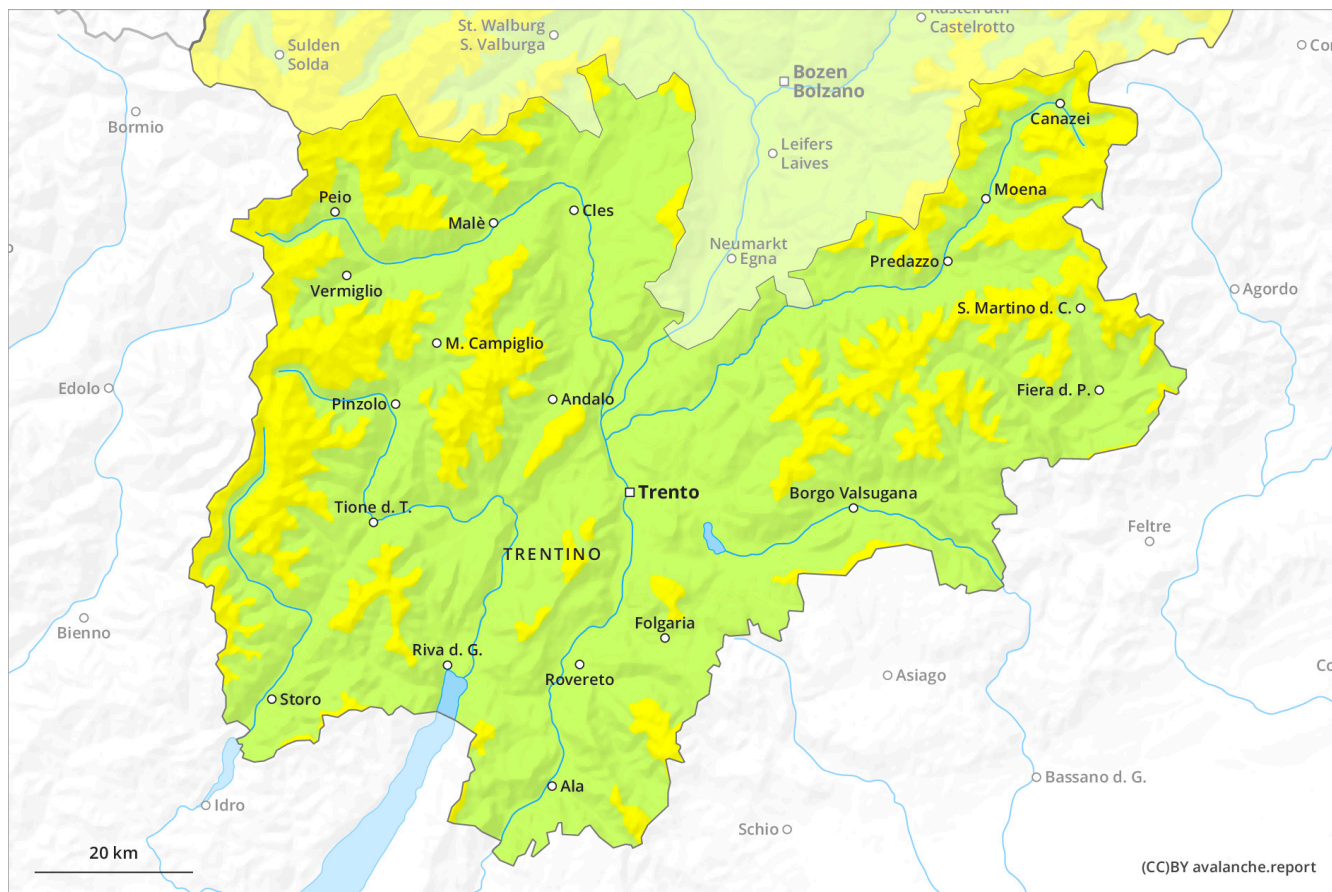 Kastelruth
Castelrotto
St. Walburg
S. Valburga
Sulden
Solda
Bozen
Bolzano
Canazei
Bormio
Leifers
Laives
Moena
Peio
Malè
Cles
Neumarkt
Egna
Predazzo
Vermiglio
Agordo
S. Martino d. C.
M. Campiglio
Edolo
Pinzolo
Andalo
Fiera d. P.
Trento
Borgo Valsugana
Tione d. T.
Feltre
TRENTINO
Bienno
Folgaria
Riva d. G.
Rovereto
Asiago
Storo
Ala
Bassano d. G.
Idro
Schio
20 km
(CC)BY avalanche.report